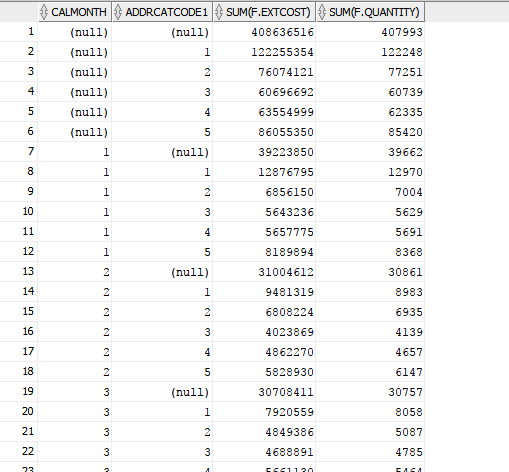 CALMONTH ADDRCATCODE1 SUM(F.EXTCOST) SUM(F.QUANTITY)
1 (null) (null) 408636516 407993
2 (null) 1 122255354 122248
3 (null) 2 76074121 77251
4 (null) 3 60696692 60739
5 (null) 4 63554999 62335
6 (null) 5 86055350 85420
7 1 (null) 39223850 39662
8 1 1 12876795 12970
9 1 2 6856150 7004
10 1 3 5643236 5629
11 1 4 5657775 5691
12 1 5 8189894 8368
13 2 (null) 31004612 30861
14 2 1 9481319 8983
15 2 2 6808224 6935
16 2 3 4023869 4139
17 2 4 4862270 4657
18 2 5 5828930 6147
19 3 (null) 30708411 30757
20 3 1 7920559 8058
21 3 2 4849386 5087
22 3 3 4688891 4785
23 3 4 5661130 5464